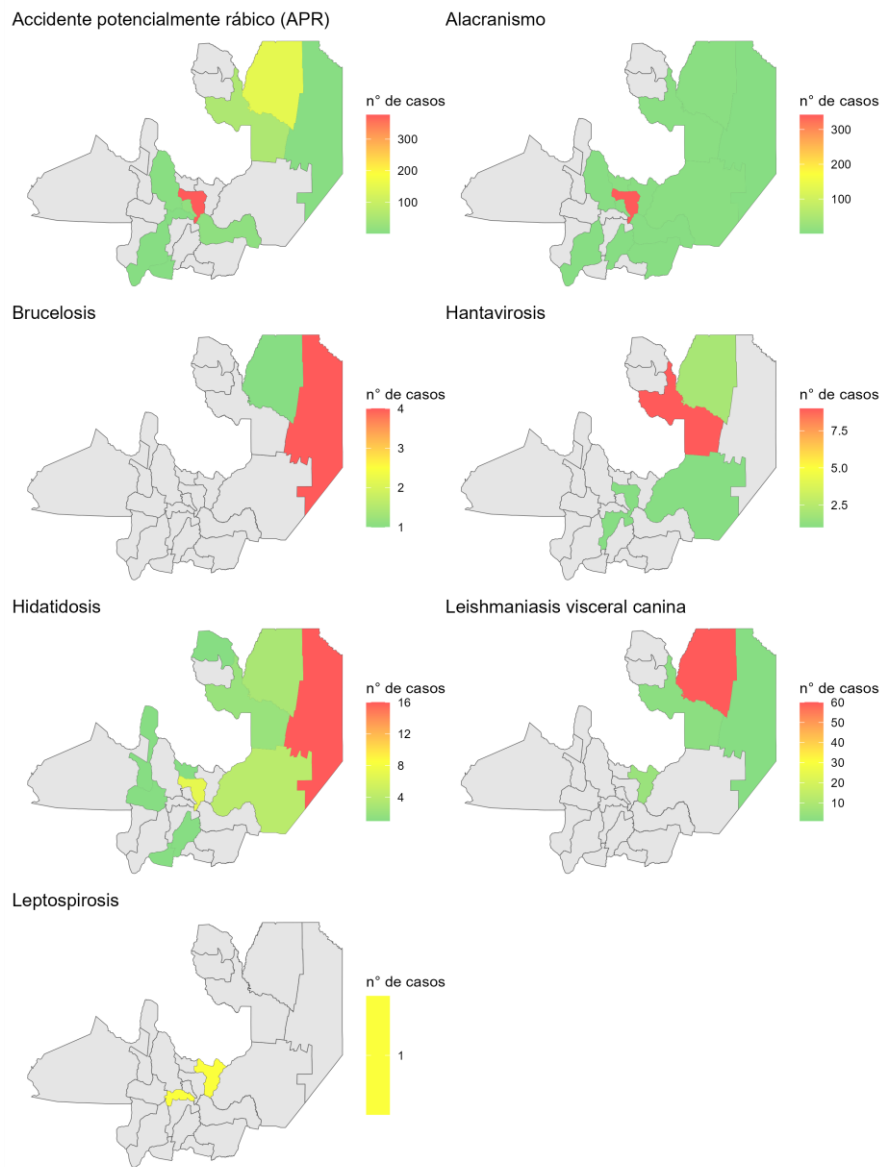 Accidente potencialmente rábico (APR)
n° de casos
300
200
100
Alacranismo
n° de casos
300
200
100
Brucelosis
n° de casos
4
3
2
1
Hantavirosis
n° de casos
7.5
5.0
2.5
Hidatidosis
n° de casos
16
12
8
4
Leishmaniasis visceral canina
n° de casos
60
50
40
30
20
10
Leptospirosis
n° de casos
1